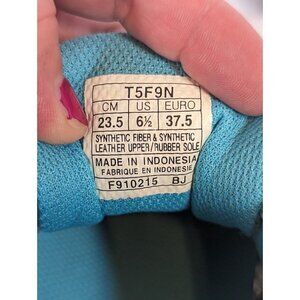 T5F9N
CM US EURO
23.5 6½ 37.5
SYNTHETIC FIBER & SYNTHETIC
LEATHER UPPER/RUBBER SOLE
MADE IN INDONESIA
FABRIQUE EN INDONESIE
F910215 BJ